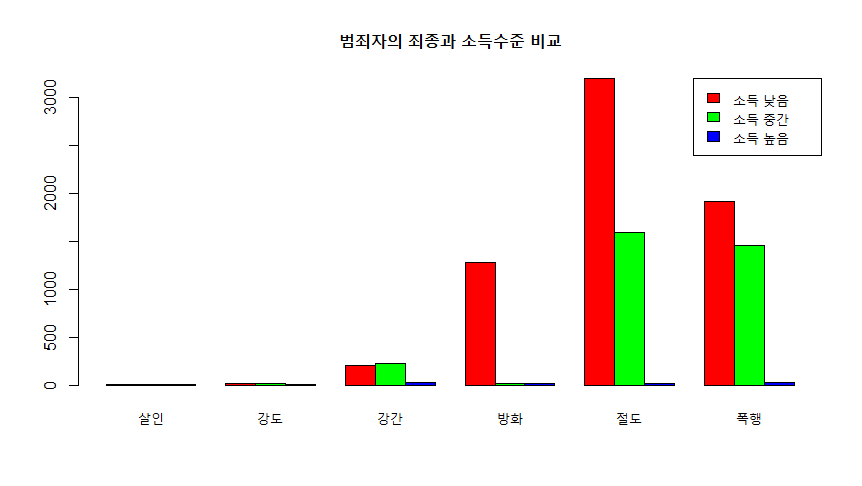 범죄자의 죄종과 소득수준 비교
소득 낮음
소득 중간
소득 높음
3000
2000
1000
500
0
살인 강도 강간 방화 절도 폭행